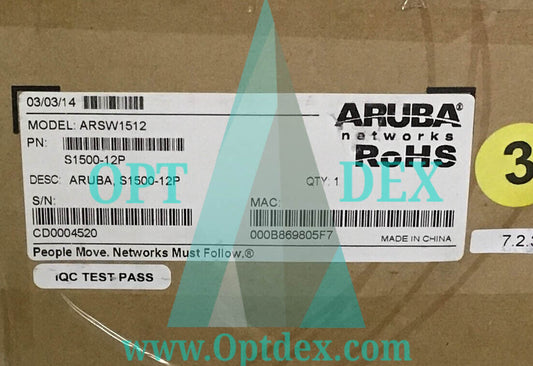 03/03/14
MODEL: ARSW1512
PN:
S1500-12P
DESC: ARUBA, S1500-12P
QTY: 1
S/N:
CD0004520
MAC:
000B869805F7
ARUBA®
networks
RoHS
MADE IN CHINA
People Move. Networks Must Follow.®
IQC TEST PASS
3
7.2.3
OPT DEX
www.Optdex.com